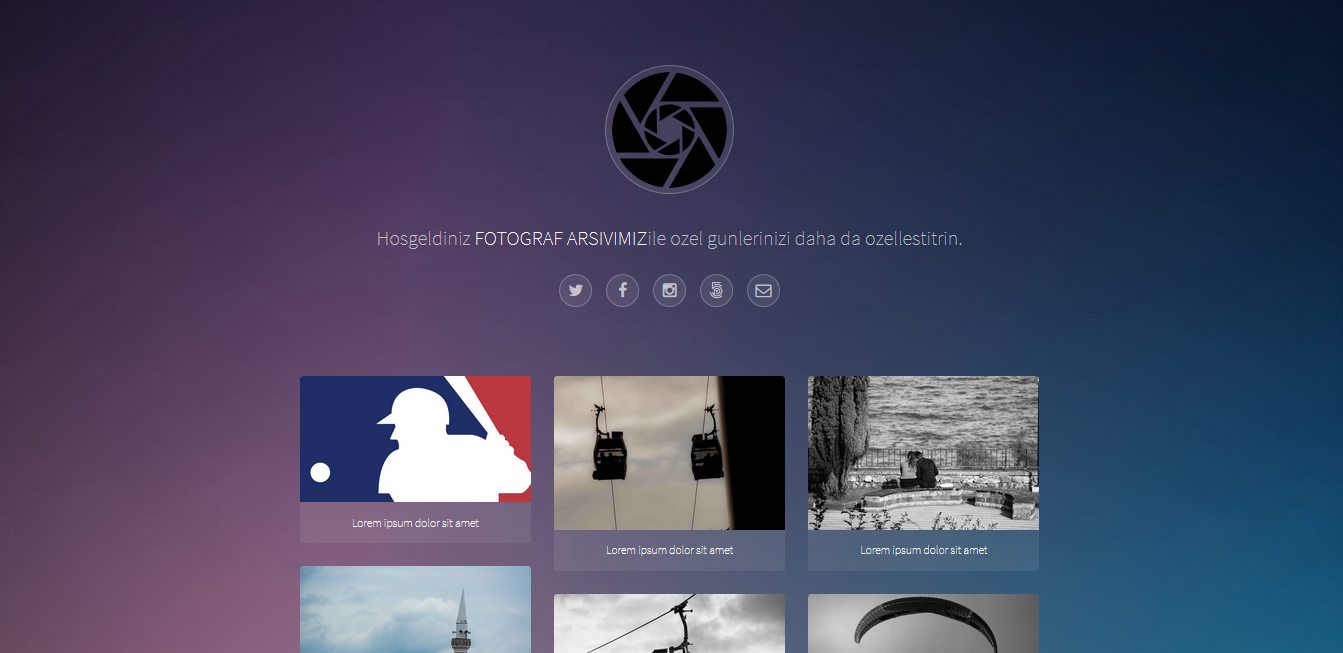 Hosgeldiniz FOTOGRAF ARSIVIMIZile ozel gunlerinizi daha da ozellestitrin.
Lorem ipsum dolor sit amet
Lorem ipsum dolor sit amet
Lorem ipsum dolor sit amet